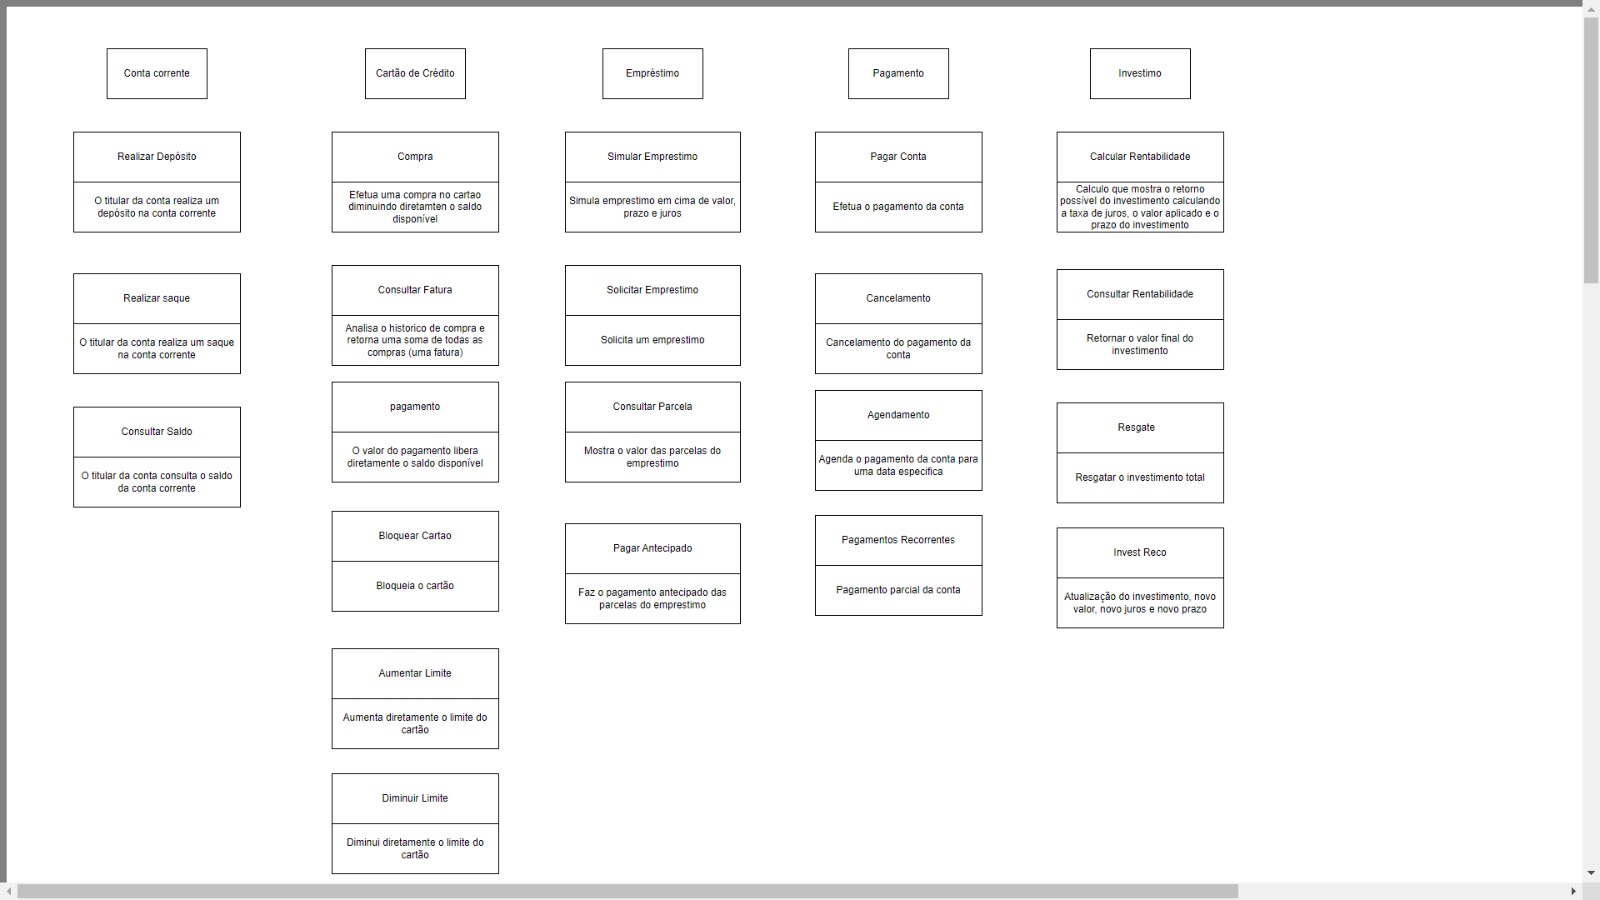 Conta corrente
Realizar Depósito
O titular da conta realiza um
depósito na conta corrente
Realizar saque
O titular da conta realiza um saque
na conta corrente
Consultar Saldo
O titular da conta consulta o saldo
da conta corrente
Cartão de Crédito
Compra
Efetua uma compra no cartao
diminuindo diretamten o saldo
disponível
Consultar Fatura
Analisa o historico de compra e
retorna uma soma de todas as
compras (uma fatura)
pagamento
O valor do pagamento libera
diretamente o saldo disponível
Bloquear Cartao
Bloqueia o cartão
Aumentar Limite
Aumenta diretamente o limite do
cartão
Diminuir Limite
Diminui diretamente o limite do
cartão
Empréstimo
Simular Emprestimo
Simula emprestimo em cima de valor,
prazo e juros
Solicitar Emprestimo
Solicita um emprestimo
Consultar Parcela
Mostra o valor das parcelas do
emprestimo
Pagar Antecipado
Faz o pagamento antecipado das
parcelas do emprestimo
Pagamento
Pagar Conta
Efetua o pagamento da conta
Cancelamento
Cancelamento do pagamento da
conta
Agendamento
Agenda o pagamento da conta para
uma data especifica
Pagamentos Recorrentes
Pagamento parcial da conta
Investimo
Calcular Rentabilidade
Calculo que mostra o retorno
possível do investimento calculando
a taxa de juros, o valor aplicado e o
prazo do investimento
Consultar Rentabilidade
Retornar o valor final do
investimento
Resgate
Resgatar o investimento total
Invest Reco
Atualização do investimento, novo
valor, novo juros e novo prazo